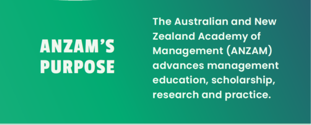 ANZAM'S
PURPOSE
The Australian and New
Zealand Academy of
Management (ANZAM)
advances management
education, scholarship,
research and practice.